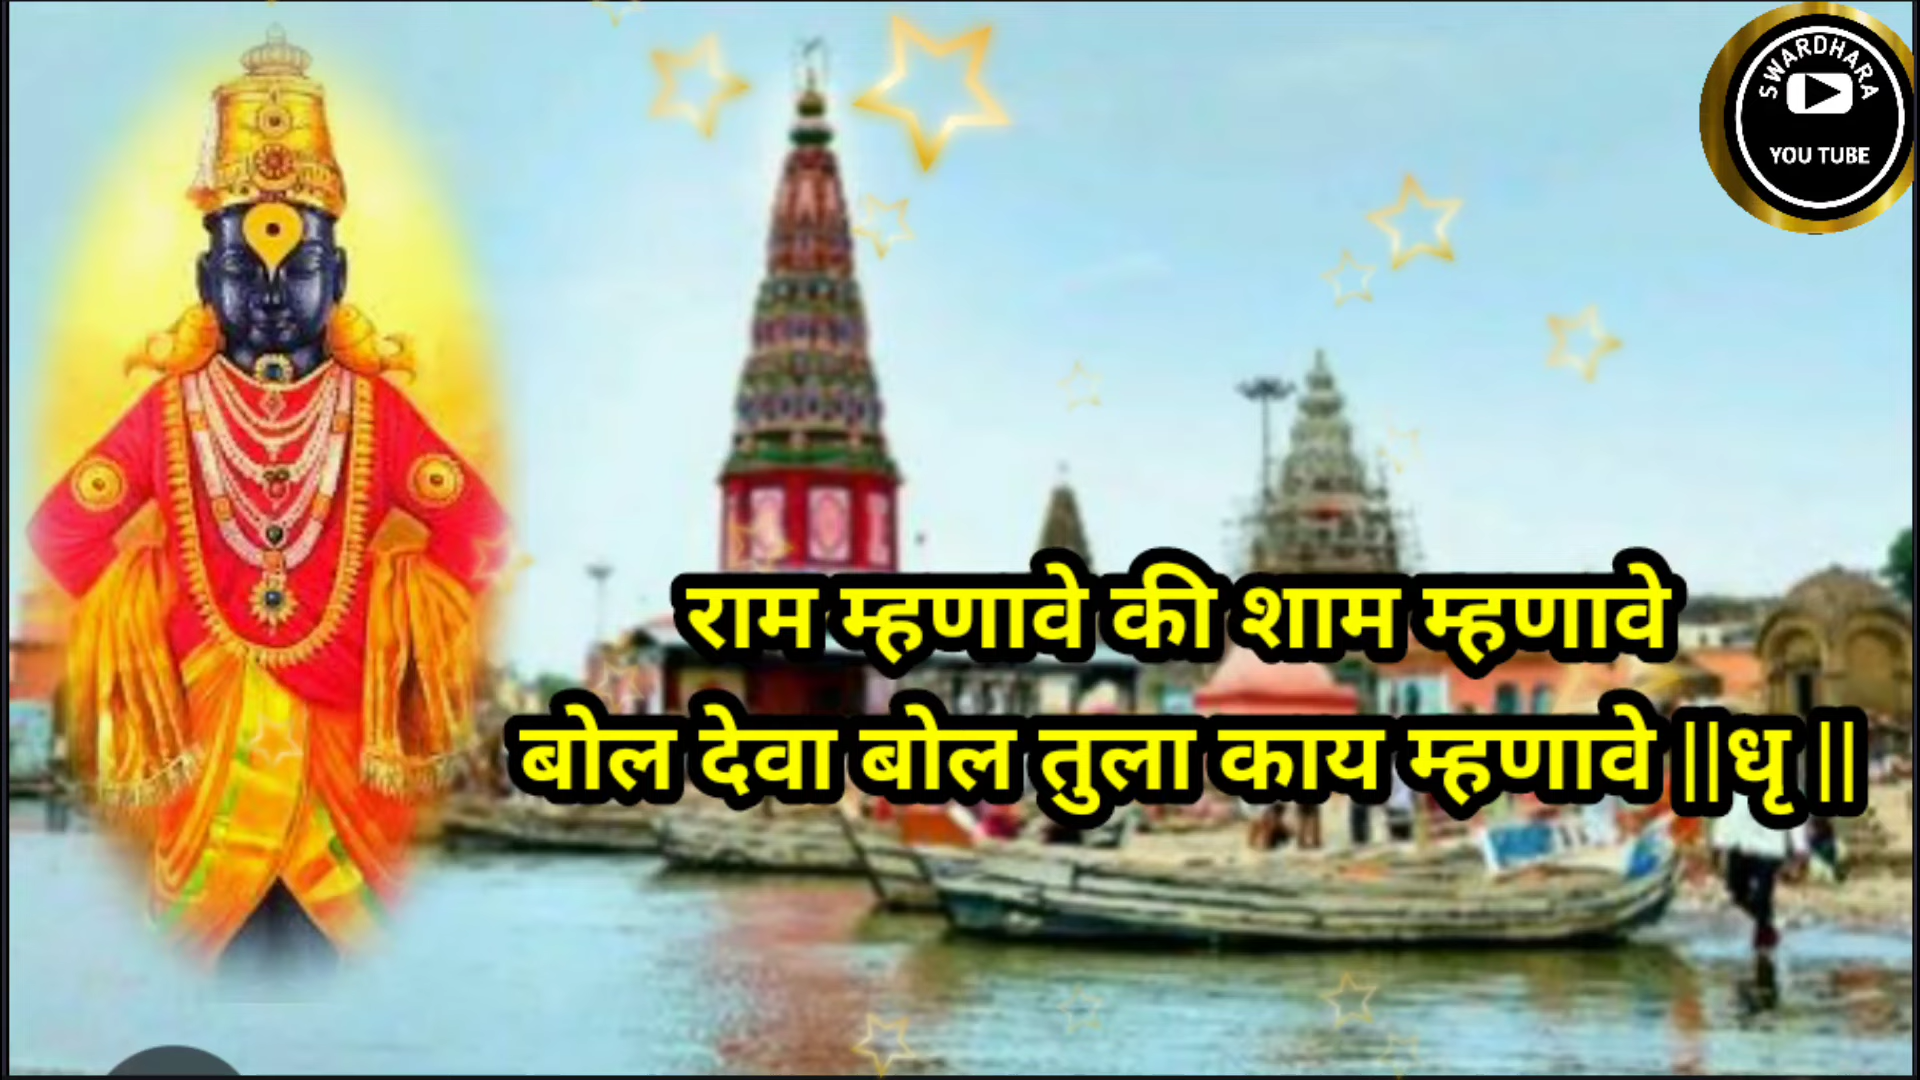 SWARDHARA
YOU TUBE
राम म्हणावे की शाम म्हणावे
बोल देवा बोल तुला काय म्हणावे ||धृ ||